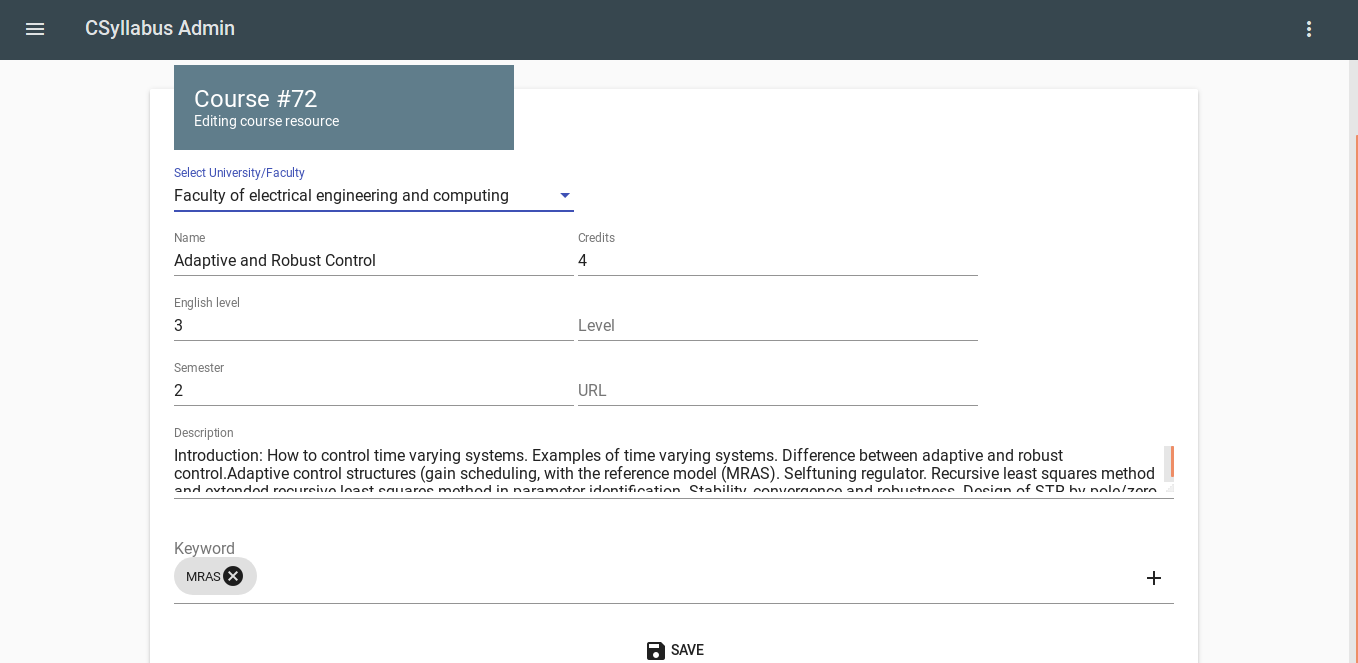 CSyllabus Admin
Course #72
Editing course resource
Select University/Faculty
Faculty of electrical engineering and computing
Name
Credits
Adaptive and Robust Control
4
English level
3
Level
Semester
2
URL
Description
Introduction: How to control time varying systems. Examples of time varying systems. Difference between adaptive and robust
control.Adaptive control structures (gain scheduling, with the reference model (MRAS). Selftuning regulator. Recursive least squares method
and extended recursive least squares method in parameter identification. Stability, convergence and robustness. Design of STR by pole/zero
Keyword
MRAS
SAVE